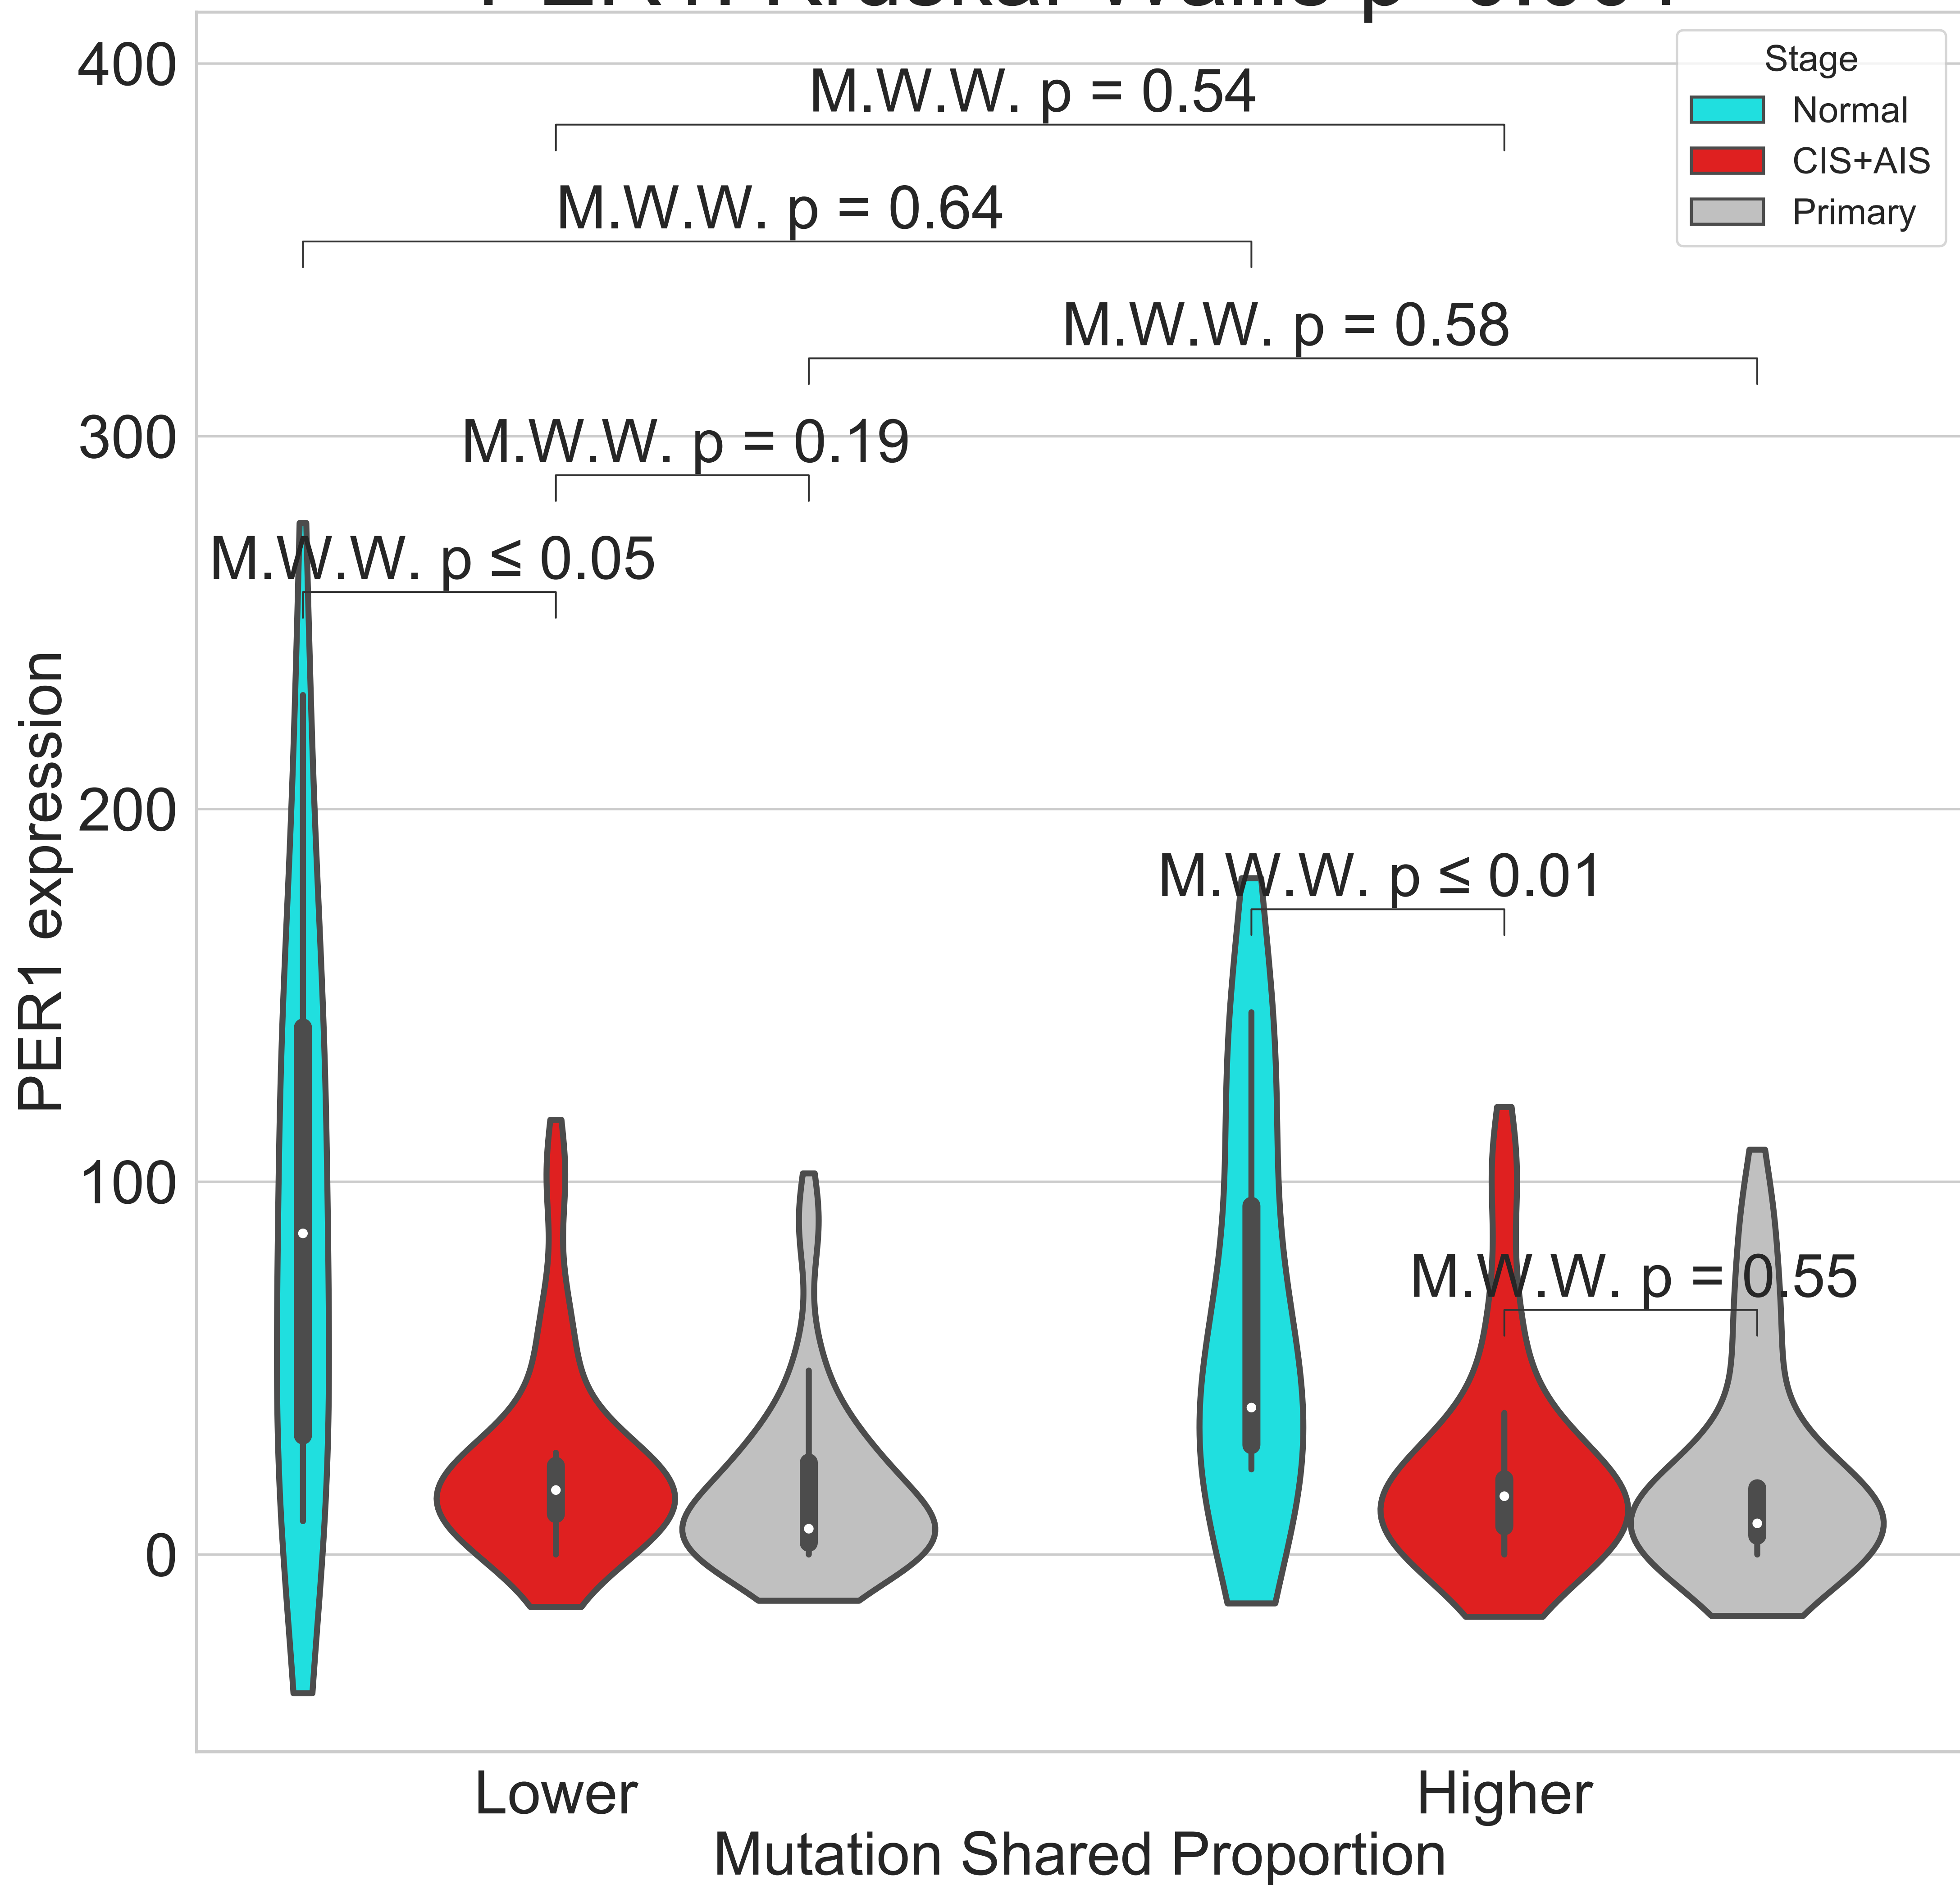 400
300
200
100
0
PER1 expression
M.W.W. p = 0.54
M.W.W. p = 0.64
M.W.W. p = 0.58
M.W.W. p = 0.19
M.W.W. p ≤ 0.05
M.W.W. p ≤ 0.01
M.W.W. p = 0.55
Stage
Normal
CIS+AIS
Primary
Lower
Higher
Mutation Shared Proportion